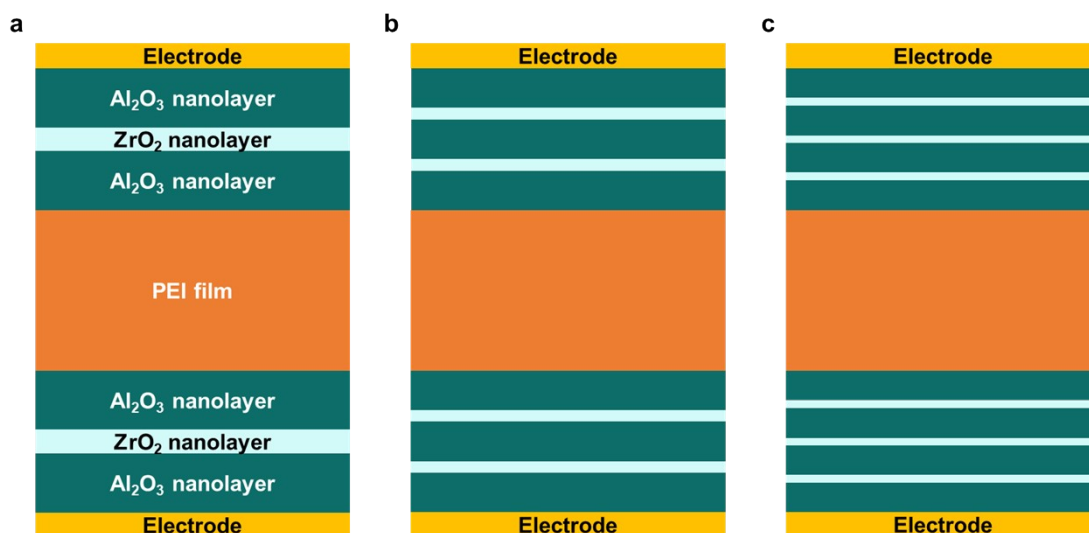 a
Electrode
Al₂O₃ nanolayer
ZrO₂ nanolayer
Al₂O₃ nanolayer
PEI film
Al₂O₃ nanolayer
ZrO₂ nanolayer
Al₂O₃ nanolayer
Electrode
b
Electrode
Electrode
c
Electrode
Electrode